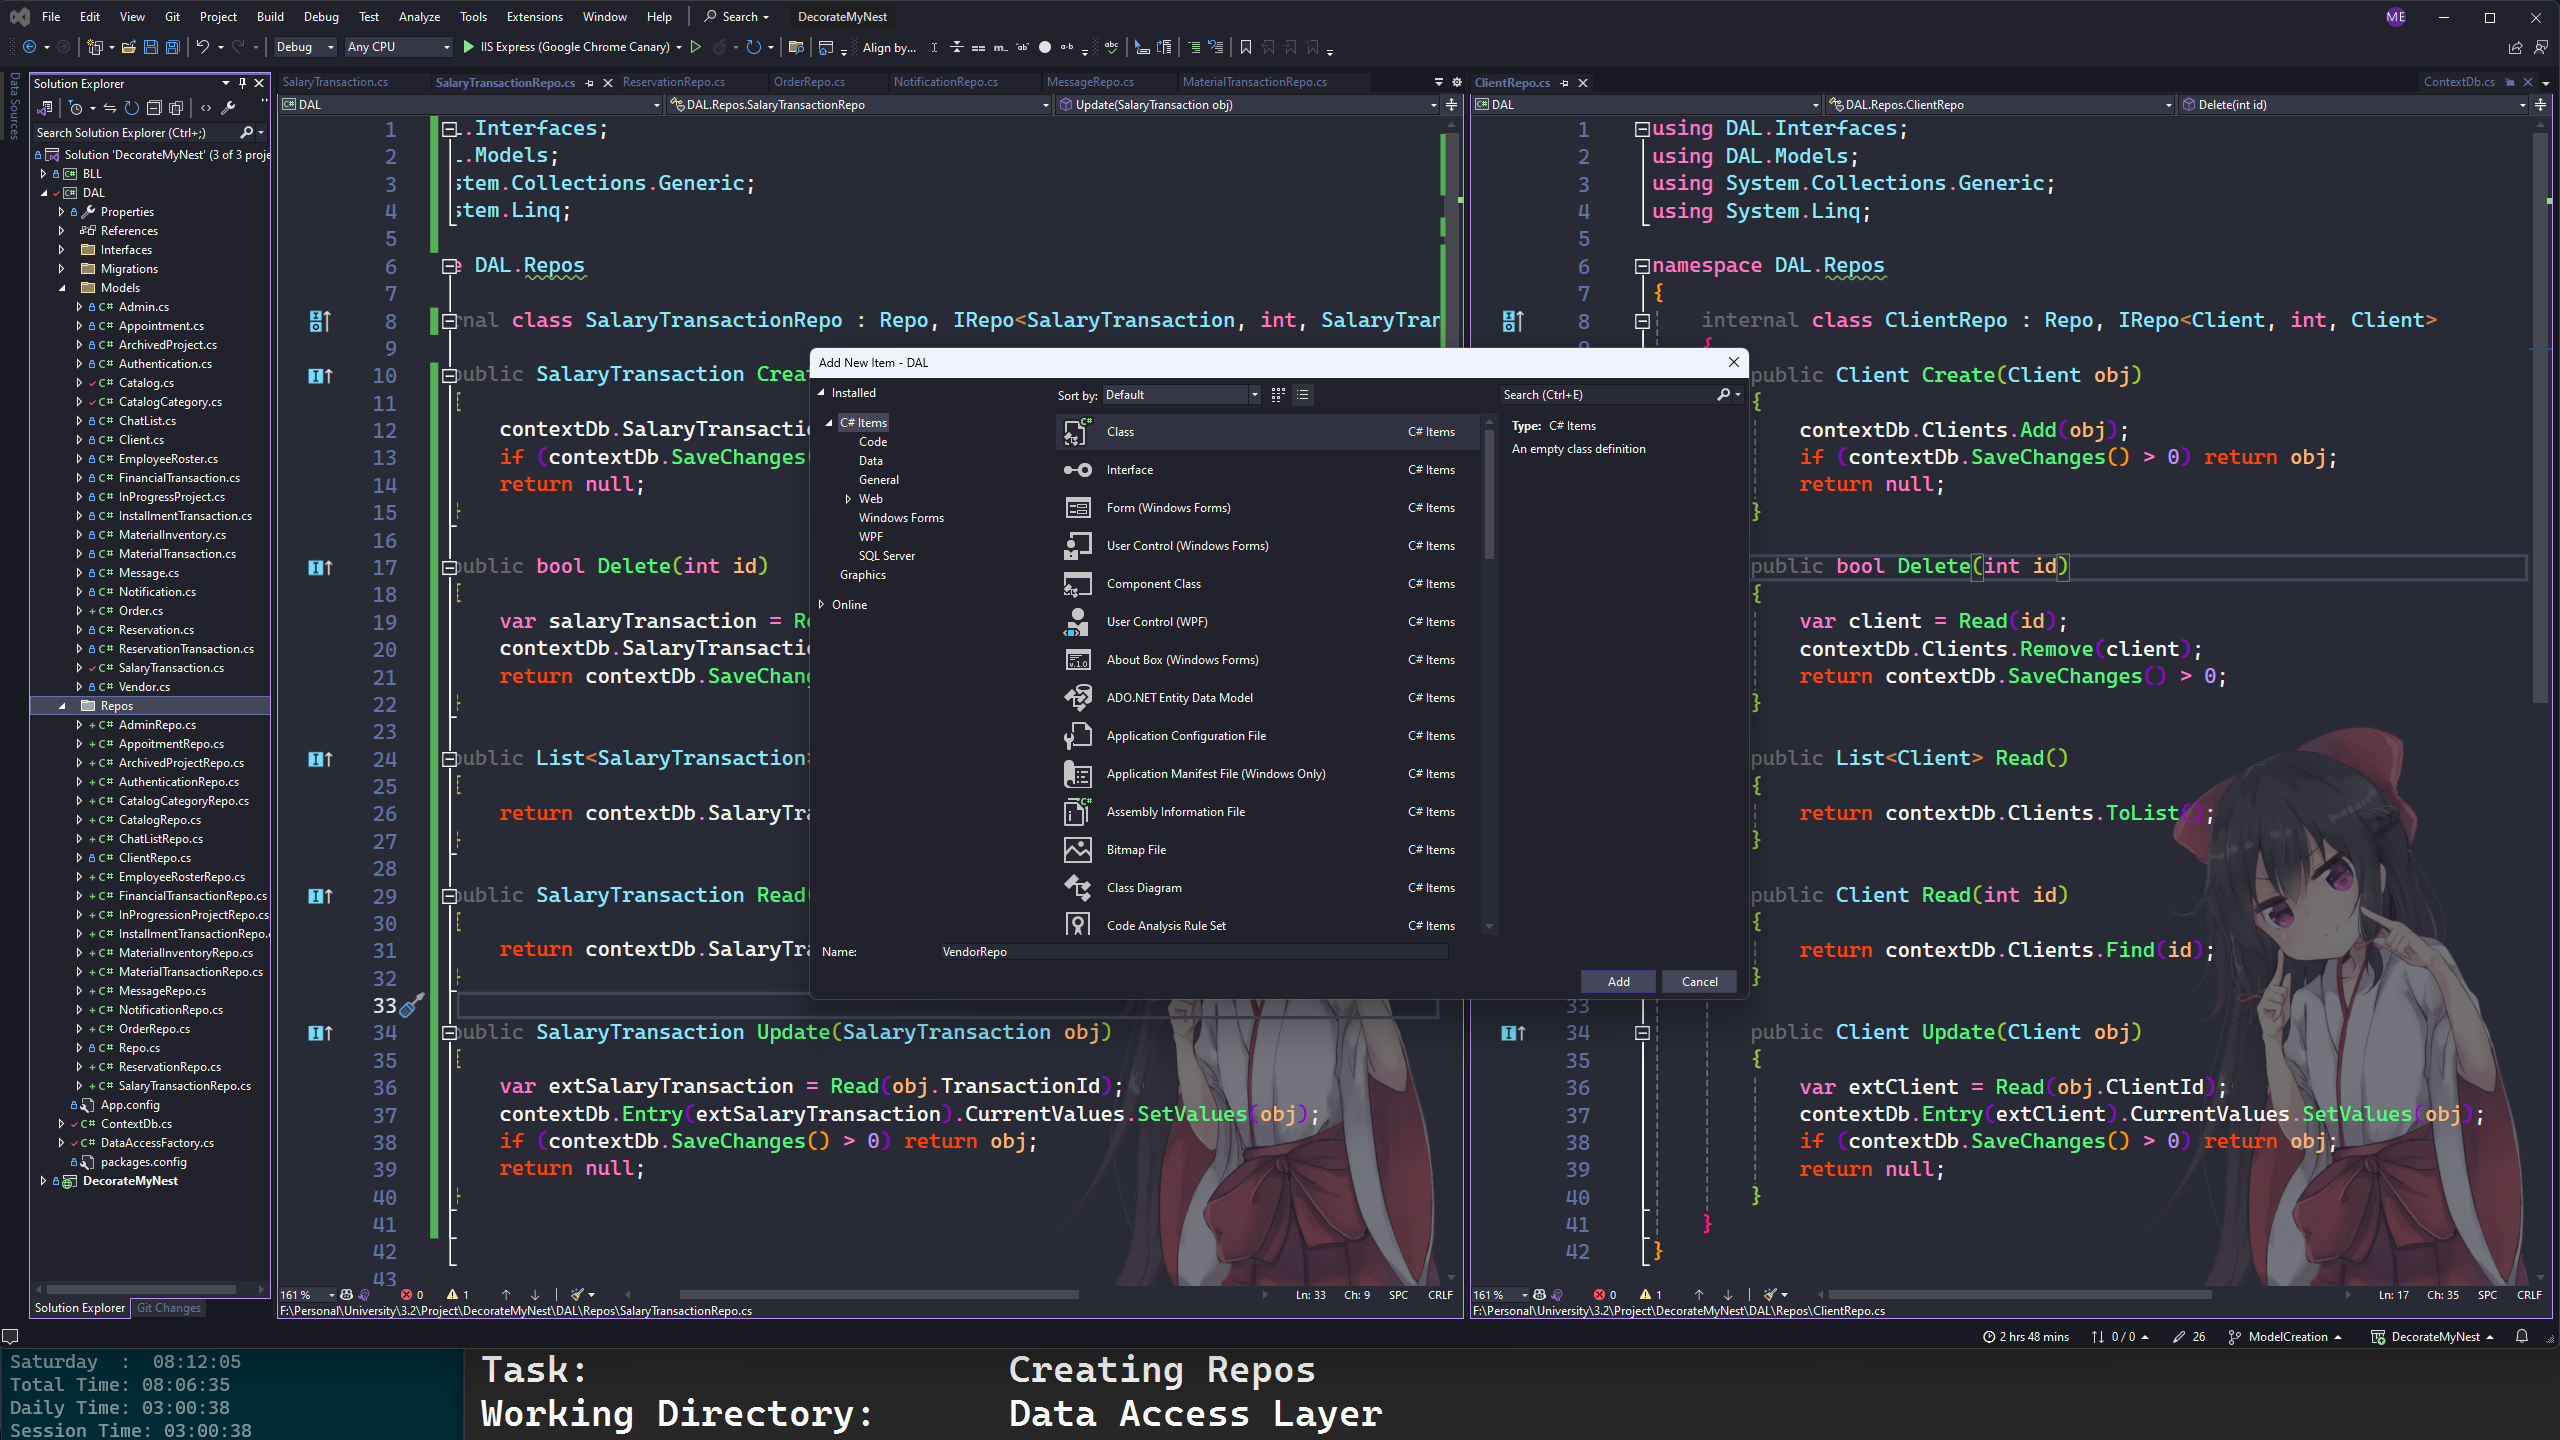 File Edit View Git Project Build Debug Test Analyze Tools Extensions Window Help Search DecorateMyNest ME
Debug Any CPU IIS Express (Google Chrome Canary) Align by...
Data Sources
Solution Explorer
Search Solution Explorer (Ctrl+;)
Solution 'DecorateMyNest' (3 of 3 proje
BLL
DAL
Properties
References
Interfaces
Migrations
Models
Admin.cs
Appointment.cs
ArchivedProject.cs
Authentication.cs
Catalog.cs
CatalogCategory.cs
ChatList.cs
Client.cs
EmployeeRoster.cs
FinancialTransaction.cs
InProgressProject.cs
InstallmentTransaction.cs
MaterialInventory.cs
MaterialTransaction.cs
Message.cs
Notification.cs
Order.cs
Reservation.cs
ReservationTransaction.cs
SalaryTransaction.cs
Vendor.cs
Repos
AdminRepo.cs
AppoitmentRepo.cs
ArchivedProjectRepo.cs
AuthenticationRepo.cs
CatalogCategoryRepo.cs
CatalogRepo.cs
ChatListRepo.cs
ClientRepo.cs
EmployeeRosterRepo.cs
FinancialTransactionRepo.cs
InProgressionProjectRepo.cs
InstallmentTransactionRepo.
MaterialInventoryRepo.cs
MaterialTransactionRepo.cs
MessageRepo.cs
NotificationRepo.cs
OrderRepo.cs
Repo.cs
ReservationRepo.cs
SalaryTransactionRepo.cs
App.config
ContextDb.cs
DataAccessFactory.cs
packages.config
DecorateMyNest
Solution Explorer Git Changes
SalaryTransaction.cs SalaryTransactionRepo.cs ReservationRepo.cs OrderRepo.cs NotificationRepo.cs MessageRepo.cs MaterialTransactionRepo.cs
DAL DAL.Repos.SalaryTransactionRepo Update(SalaryTransaction obj)
1 .Interfaces;
2 .Models;
3 stem.Collections.Generic;
4 stem.Linq;
5
6 e DAL.Repos
7
8 rnal class SalaryTransactionRepo : Repo, IRepo<SalaryTransaction, int, SalaryTran
9
10 public SalaryTransaction Crea
11 {
12 contextDb.SalaryTransactio
13 if (contextDb.SaveChanges(
14 return null;
15 }
16
17 public bool Delete(int id)
18 {
19 var salaryTransaction = Re
20 contextDb.SalaryTransactio
21 return contextDb.SaveChang
22 }
23
24 public List<SalaryTransaction>
25 {
26 return contextDb.SalaryTra
27 }
28
29 public SalaryTransaction Read(
30 {
31 return contextDb.SalaryTra
32 }
33
34 public SalaryTransaction Update(SalaryTransaction obj)
35 {
36 var extSalaryTransaction = Read(obj.TransactionId);
37 contextDb.Entry(extSalaryTransaction).CurrentValues.SetValues(obj);
38 if (contextDb.SaveChanges() > 0) return obj;
39 return null;
40 }
41
42
43
161 % 0 1 Ln: 33 Ch: 9 SPC CRLF
F:\Personal\University\3.2\Project\DecorateMyNest\DAL\Repos\SalaryTransactionRepo.cs
Add New Item - DAL
Installed
C# Items
Code
Data
General
Web
Windows Forms
WPF
SQL Server
Graphics
Online
Sort by: Default
Class C# Items
Interface C# Items
Form (Windows Forms) C# Items
User Control (Windows Forms) C# Items
Component Class C# Items
User Control (WPF) C# Items
About Box (Windows Forms) C# Items
ADO.NET Entity Data Model C# Items
Application Configuration File C# Items
Application Manifest File (Windows Only) C# Items
Assembly Information File C# Items
Bitmap File C# Items
Class Diagram C# Items
Code Analysis Rule Set C# Items
Search (Ctrl+E)
Type: C# Items
An empty class definition
Name: VendorRepo
Add Cancel
ClientRepo.cs ContextDb.cs
DAL DAL.Repos.ClientRepo Delete(int id)
1 using DAL.Interfaces;
2 using DAL.Models;
3 using System.Collections.Generic;
4 using System.Linq;
5
6 namespace DAL.Repos
7 {
8 internal class ClientRepo : Repo, IRepo<Client, int, Client>
{
public Client Create(Client obj)
{
contextDb.Clients.Add(obj);
if (contextDb.SaveChanges() > 0) return obj;
return null;
}
public bool Delete(int id)
{
var client = Read(id);
contextDb.Clients.Remove(client);
return contextDb.SaveChanges() > 0;
}
public List<Client> Read()
{
return contextDb.Clients.ToList();
}
public Client Read(int id)
{
return contextDb.Clients.Find(id);
}
33
34 public Client Update(Client obj)
35 {
36 var extClient = Read(obj.ClientId);
37 contextDb.Entry(extClient).CurrentValues.SetValues(obj);
38 if (contextDb.SaveChanges() > 0) return obj;
39 return null;
40 }
41 }
42 }
161 % 0 1 Ln: 17 Ch: 35 SPC CRLF
F:\Personal\University\3.2\Project\DecorateMyNest\DAL\Repos\ClientRepo.cs
2 hrs 48 mins 0 / 0 26 ModelCreation DecorateMyNest
Saturday : 08:12:05
Total Time: 08:06:35
Daily Time: 03:00:38
Session Time: 03:00:38
Task: Creating Repos
Working Directory: Data Access Layer